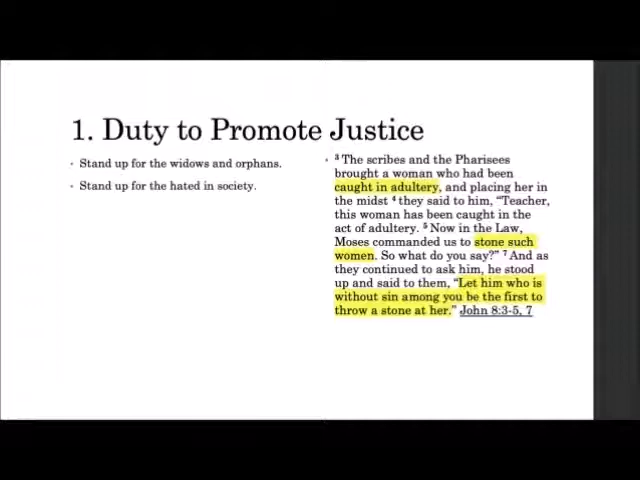 1. Duty to Promote Justice
• Stand up for the widows and orphans.
• Stand up for the hated in society.
• ³ The scribes and the Pharisees
brought a woman who had been
caught in adultery, and placing her in
the midst ⁴ they said to him, “Teacher,
this woman has been caught in the
act of adultery. ⁵ Now in the Law,
Moses commanded us to stone such
women. So what do you say?” ⁷ And as
they continued to ask him, he stood
up and said to them, “Let him who is
without sin among you be the first to
throw a stone at her.” John 8:3-5, 7